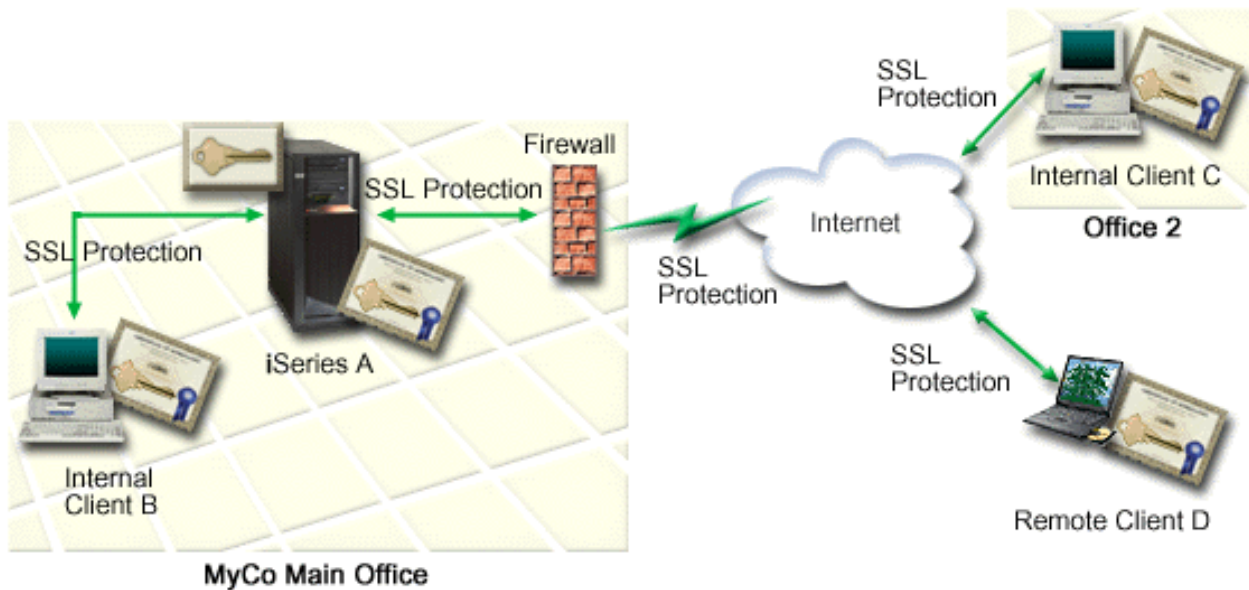 SSL
Protection
Internal Client C
Office 2
Firewall
SSL Protection
SSL Protection
iSeries A
Internal
Client B
MyCo Main Office
Internet
SSL
Protection
SSL
Protection
Remote Client D